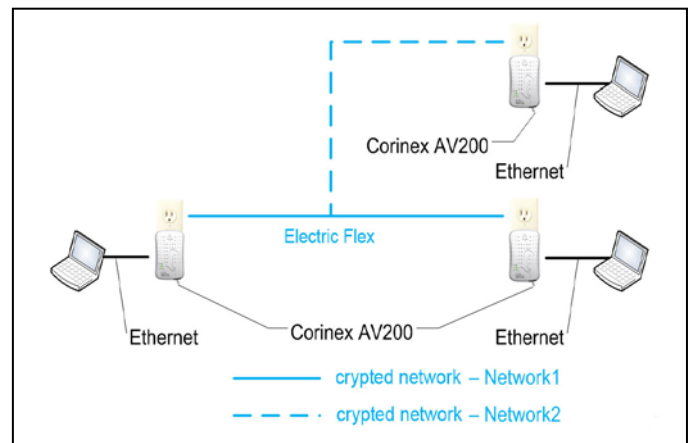 Corinex AV200
Ethernet
Electric Flex
Ethernet
Corinex AV200
Ethernet
crypted network – Network1
crypted network – Network2